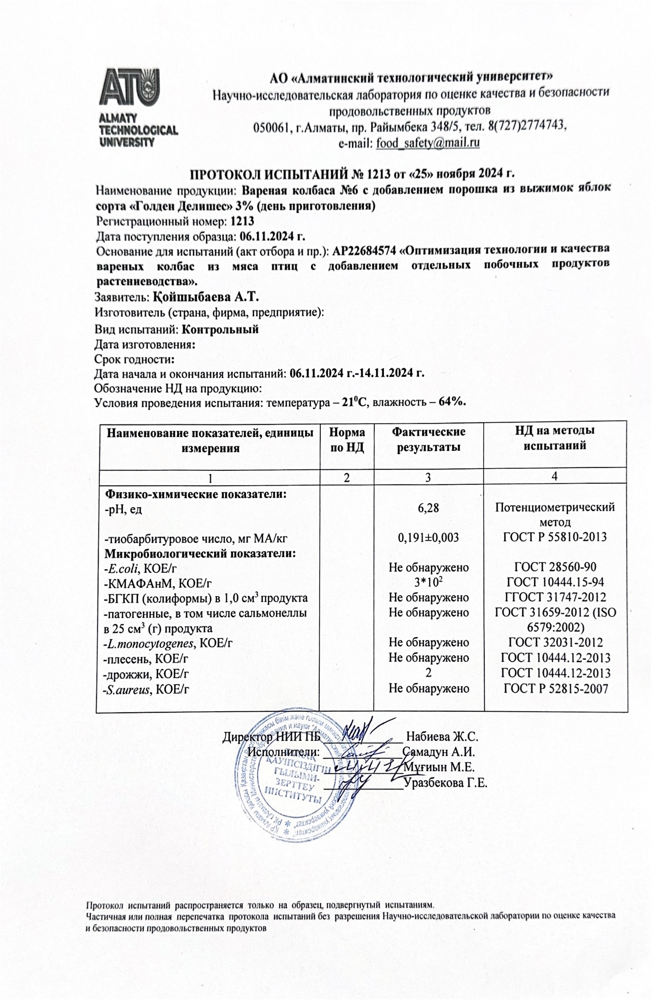 ATU
ALMATY
TECHNOLOGICAL
UNIVERSITY
АО «Алматинский технологический университет»
Научно-исследовательская лаборатория по оценке качества и безопасности
продовольственных продуктов
050061, г.Алматы, пр. Райымбека 348/5, тел. 8(727)2774743,
e-mail: food_safety@mail.ru
ПРОТОКОЛ ИСПЫТАНИЙ № 1213 от «25» ноября 2024 г.
Наименование продукции: Вареная колбаса №6 с добавлением порошка из выжимок яблок
сорта «Голден Делишес» 3% (день приготовления)
Регистрационный номер: 1213
Дата поступления образца: 06.11.2024 г.
Основание для испытаний (акт отбора и пр.): АР22684574 «Оптимизация технологии и качества
вареных колбас из мяса птиц с добавлением отдельных побочных продуктов
растениеводства».
Заявитель: Қойшыбаева А.Т.
Изготовитель (страна, фирма, предприятие):
Вид испытаний: Контрольный
Дата изготовления:
Срок годности:
Дата начала и окончания испытаний: 06.11.2024 г.-14.11.2024 г.
Обозначение НД на продукцию:
Условия проведения испытания: температура – 21⁰С, влажность – 64%.
Наименование показателей, единицы измерения Норма по НД Фактические результаты НД на методы испытаний
1 2 3 4
Физико-химические показатели:
-рН, ед 6,28 Потенциометрический метод
-тиобарбитуровое число, мг МА/кг 0,191±0,003 ГОСТ Р 55810-2013
Микробиологический показатели:
-E.coli, КОЕ/г Не обнаружено ГОСТ 28560-90
-КМАФАнМ, КОЕ/г 3*10² ГОСТ 10444.15-94
-БГКП (колиформы) в 1,0 см³ продукта Не обнаружено ГГОСТ 31747-2012
-патогенные, в том числе сальмонеллы Не обнаружено ГОСТ 31659-2012 (ISO
в 25 см³ (г) продукта 6579:2002)
-L.monocytogenes, КОЕ/г Не обнаружено ГОСТ 32031-2012
-плесень, КОЕ/г Не обнаружено ГОСТ 10444.12-2013
-дрожжи, КОЕ/г 2 ГОСТ 10444.12-2013
-S.aureus, КОЕ/г Не обнаружено ГОСТ Р 52815-2007
Директор НИИ ПБ Набиева Ж.С.
Исполнители: Самадун А.И.
Мұғиын М.Е.
Уразбекова Г.Е.
ҚАУІПСІЗДІГІН
ҒЫЛЫМИ-
ЗЕРТТЕУ
ИНСТИТУТЫ
Протокол испытаний распространяется только на образец, подвергнутый испытаниям.
Частичная или полная перепечатка протокола испытаний без разрешения Научно-исследовательской лаборатории по оценке качества
и безопасности продовольственных продуктов